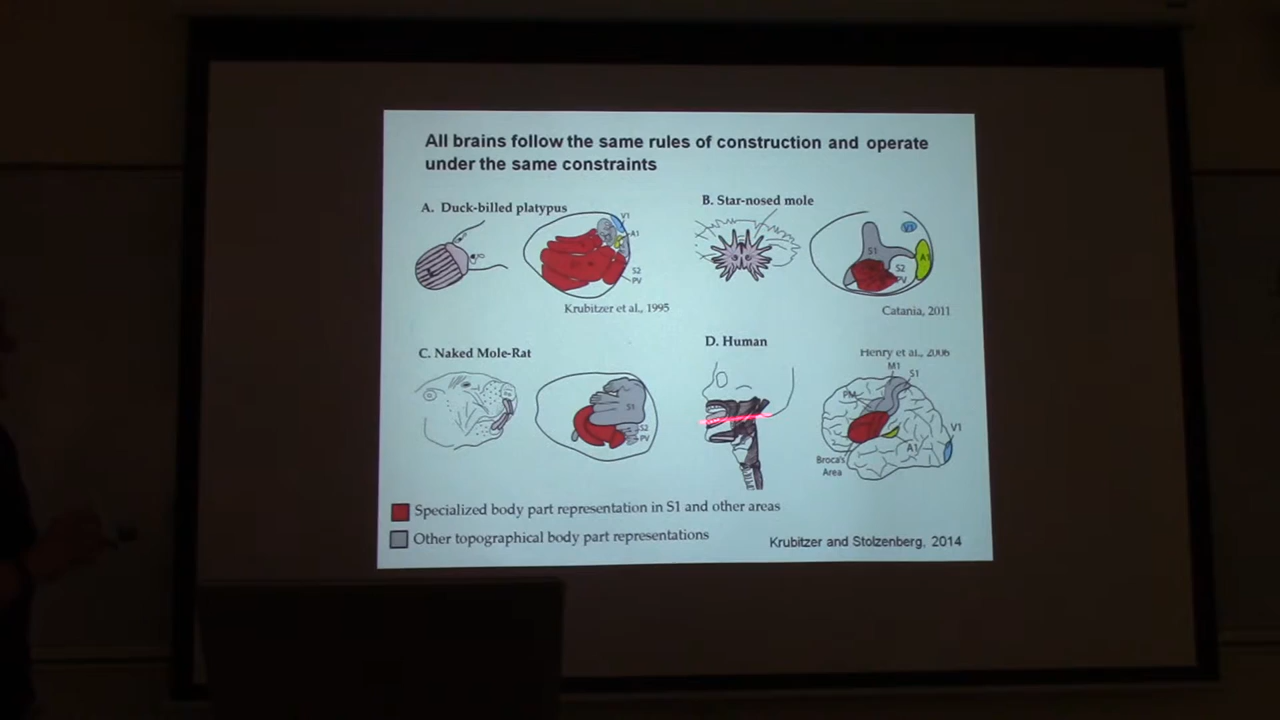 All brains follow the same rules of construction and operate
under the same constraints
A. Duck-billed platypus
V1
A1
S2
PV
Krubitzer et al., 1995
B. Star-nosed mole
V1
S1
A1
S2
PV
Catania, 2011
C. Naked Mole-Rat
S1
S2
PV
D. Human
Henry et al., 2006
M1
S1
PM
V1
A1
Broca's
Area
Specialized body part representation in S1 and other areas
Other topographical body part representations
Krubitzer and Stolzenberg, 2014